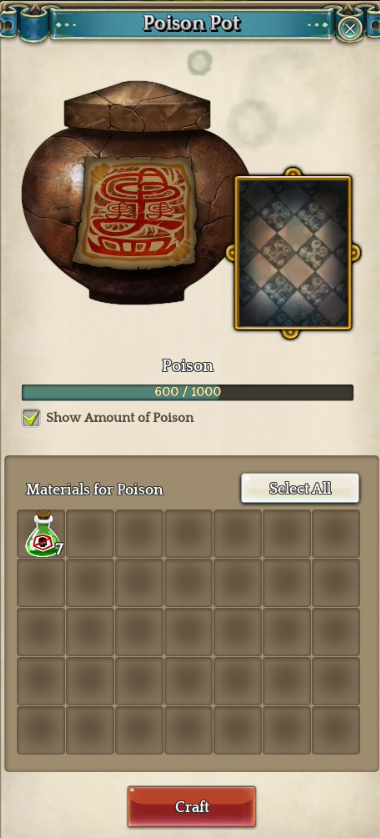 Poison Pot
Poison
600 / 1000
Show Amount of Poison
Materials for Poison
Select All
7
Craft